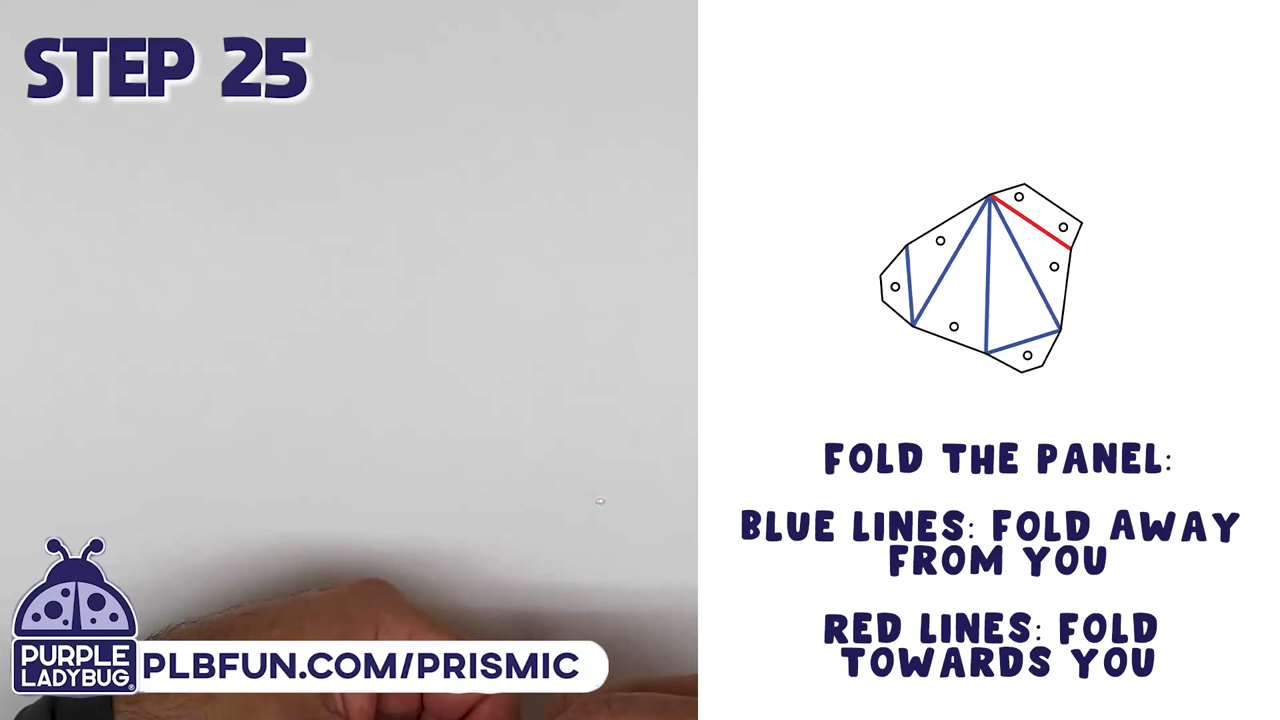 STEP 25
FOLD THE PANEL:
BLUE LINES: FOLD AWAY
FROM YOU
RED LINES: FOLD
TOWARDS YOU
PURPLE
LADYBUG®
PLBFUN.COM/PRISMIC